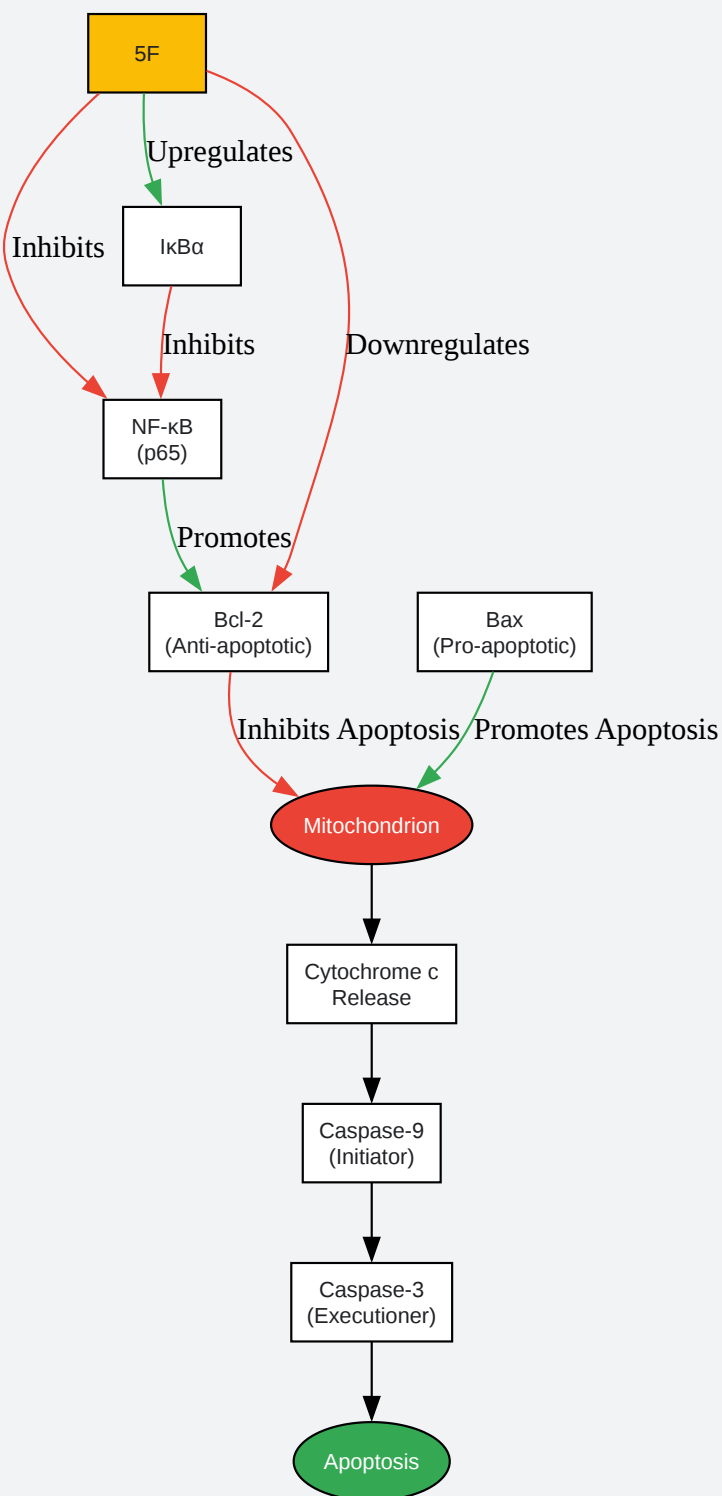 5F
Upregulates
IκBα
Inhibits
Inhibits
Downregulates
NF-κB
(p65)
Promotes
Bcl-2
(Anti-apoptotic)
Bax
(Pro-apoptotic)
Inhibits Apoptosis
Promotes Apoptosis
Mitochondrion
Cytochrome c
Release
Caspase-9
(Initiator)
Caspase-3
(Executioner)
Apoptosis